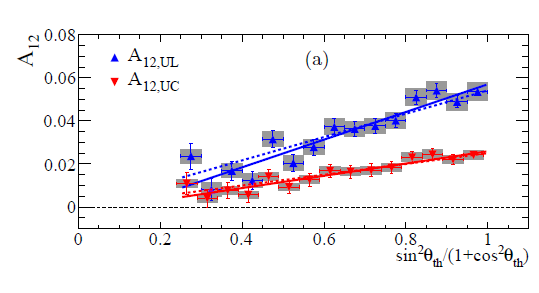 0.08
0.06
0.04
0.02
0
A₁₂
A₁₂,UL
A₁₂,UC
(a)
0 0.2 0.4 0.6 0.8 1
sin²θₜₕ/(1+cos²θₜₕ)